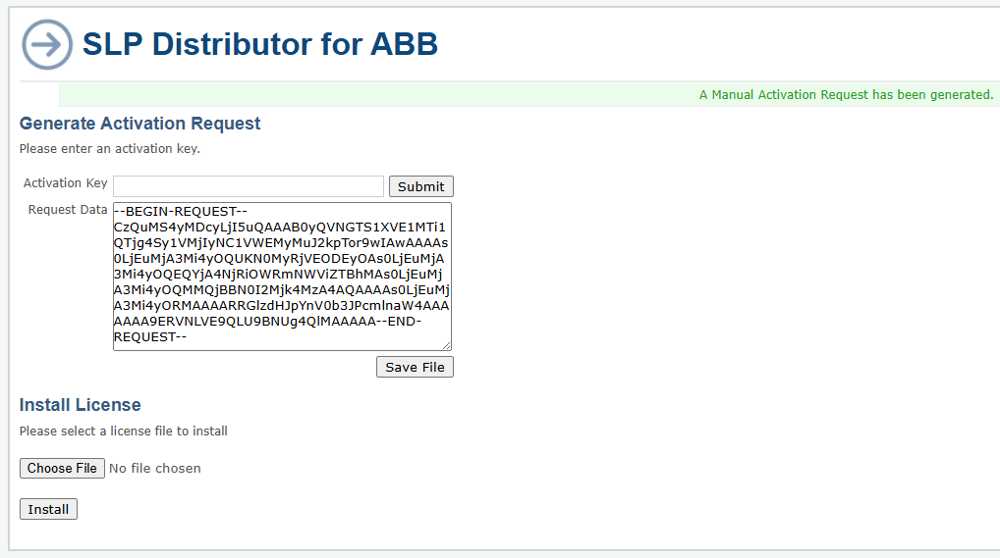 SLP Distributor for ABB
A Manual Activation Request has been generated.
Generate Activation Request
Please enter an activation key.
Activation Key
Submit
Request Data
--BEGIN-REQUEST--
CzQuMS4yMDcyLjI5uQAAAB0yQVNGTS1XVE1MTi1
QTjg4Sy1VMjIyNC1VWEMyMuJ2kpTor9wIAwAAAAs
0LjEuMjA3Mi4yOQUKN0MyRjVEODEyOAs0LjEuMjA
3Mi4yOQEQYjA4NjRiOWRmNWViZTBhMAs0LjEuMj
A3Mi4yOQMMQjBBN0I2Mjk4MzA4AQAAAAs0LjEuMj
A3Mi4yORMAAAARRGlzdHJpYnV0b3JPcmlnaW4AAA
AAAA9ERVNLVE9QLU9BNUg4QlMAAAAA--END-
REQUEST--
Save File
Install License
Please select a license file to install
Choose File No file chosen
Install